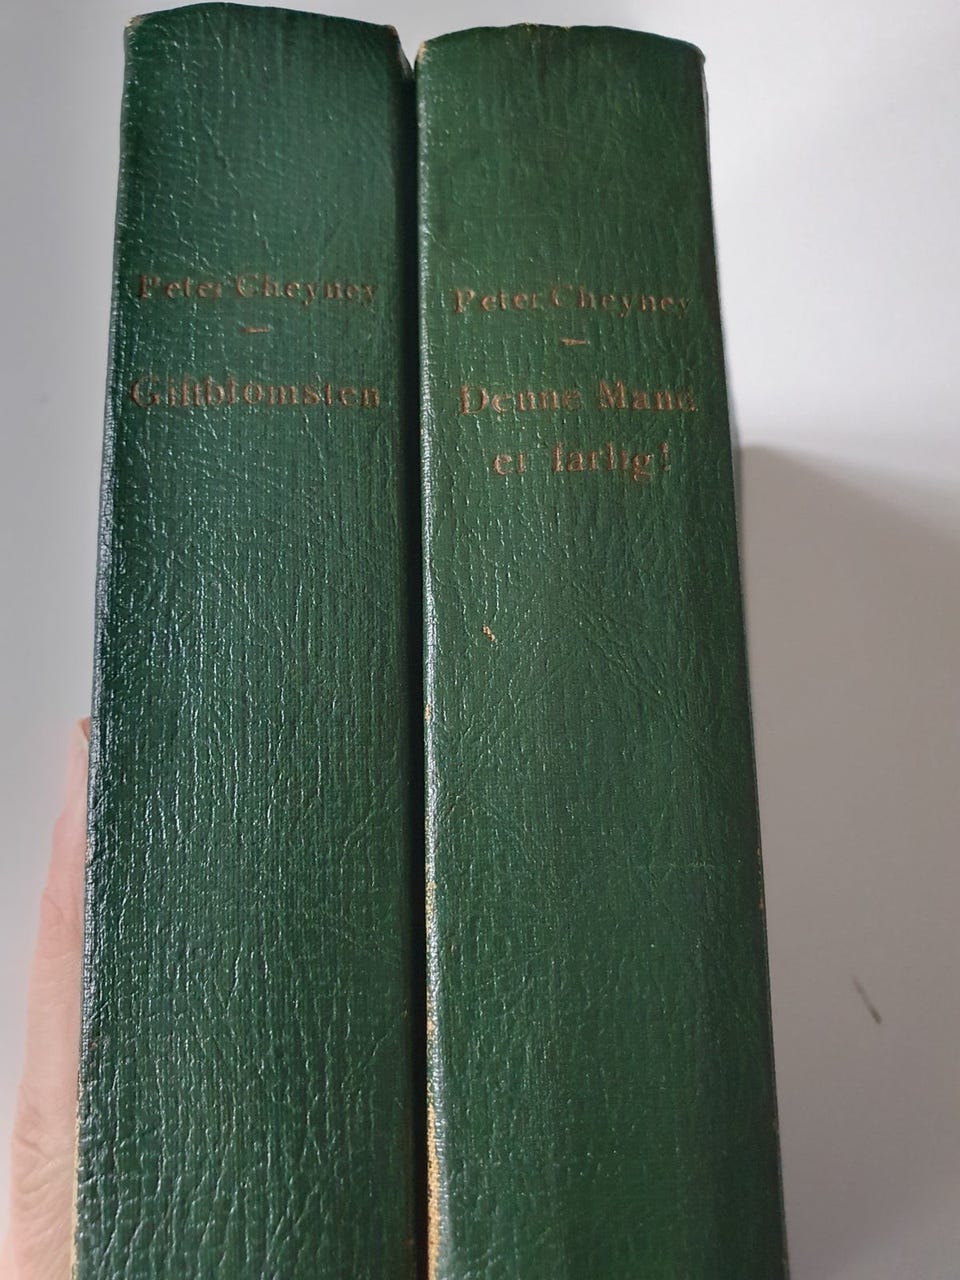 Peter Cheyney
—
Giftblomsten
Peter Cheyney
—
Denne Mand
er farlig!